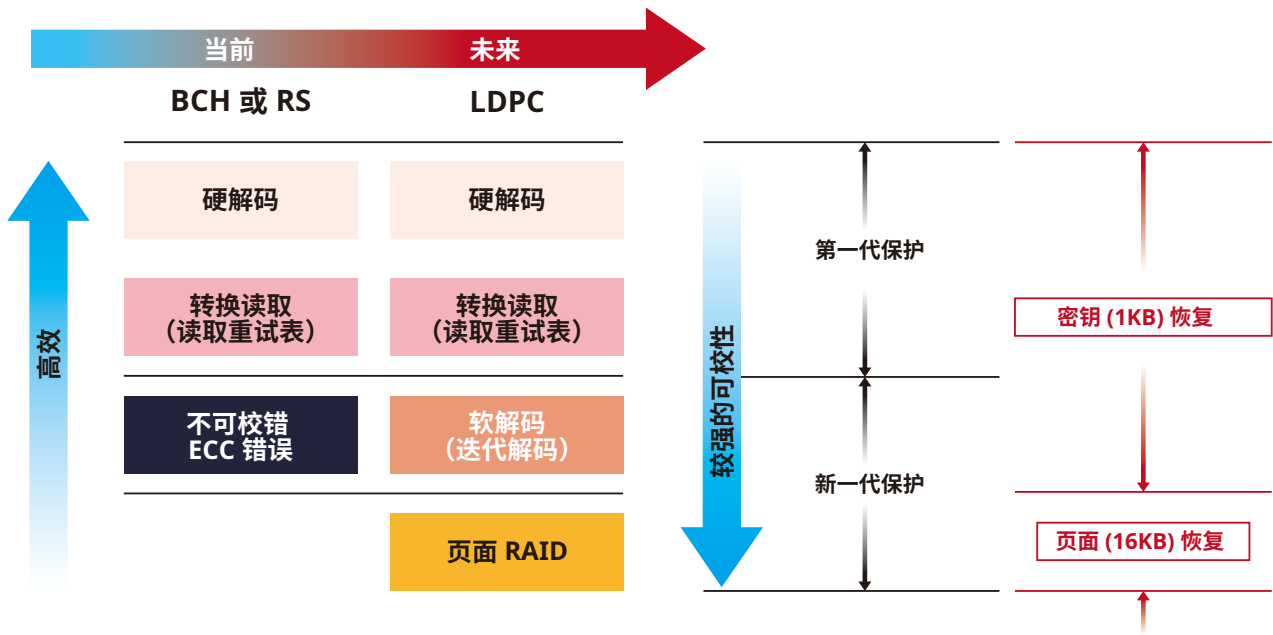 当前
未来
BCH 或 RS
LDPC
硬解码
硬解码
转换读取
（读取重试表）
转换读取
（读取重试表）
不可校错
ECC 错误
软解码
（迭代解码）
页面 RAID
高效
较强的可校性
第一代保护
新一代保护
密钥 (1KB) 恢复
页面 (16KB) 恢复